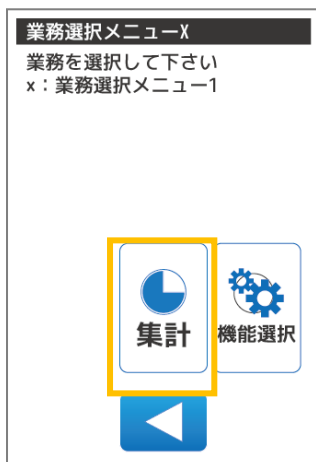 業務選択メニューX
業務を選択して下さい
x：業務選択メニュー1
集計
機能選択